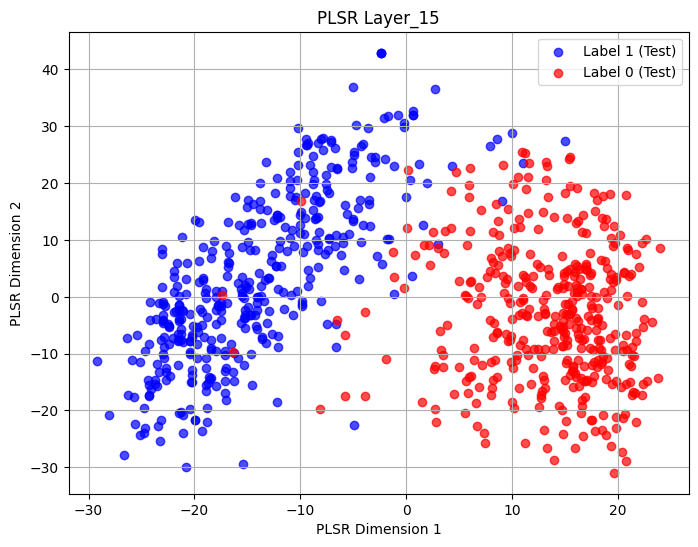 PLSR Layer_15
Label 1 (Test)
Label 0 (Test)
40
30
20
10
0
−10
−20
−30
PLSR Dimension 2
−30
−20
−10
0
10
20
PLSR Dimension 1